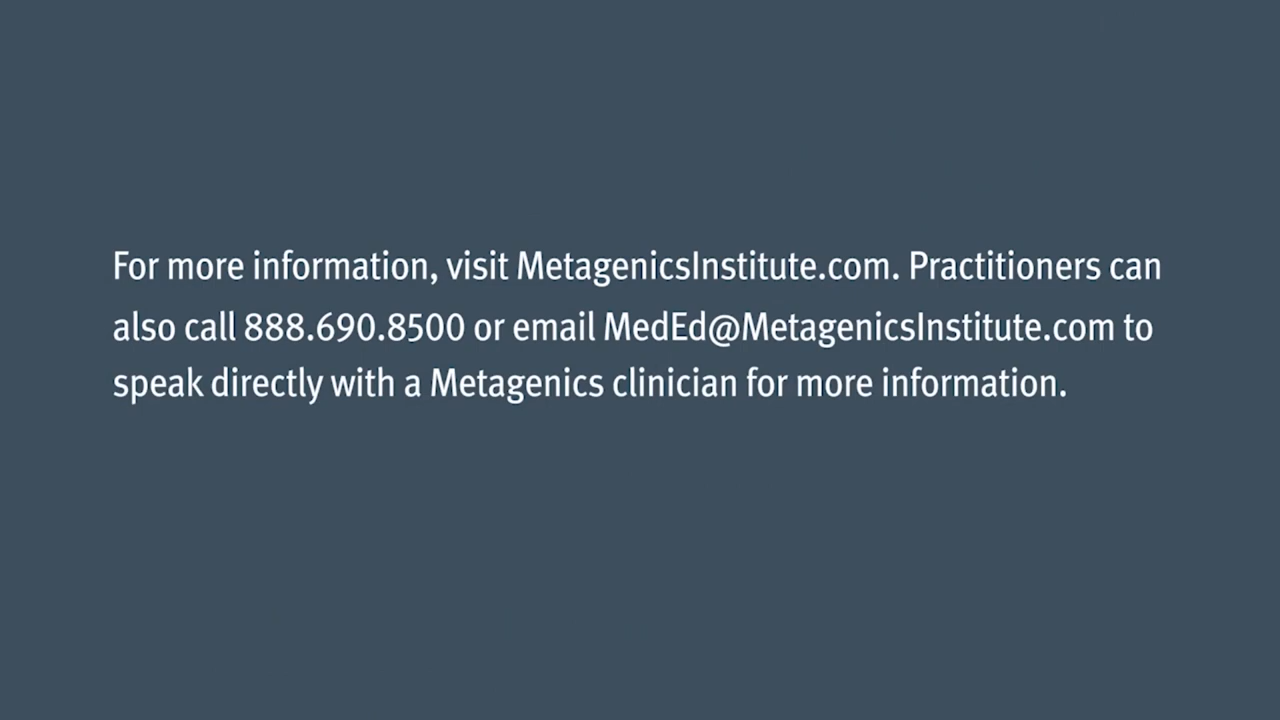 For more information, visit MetagenicsInstitute.com. Practitioners can
also call 888.690.8500 or email MedEd@MetagenicsInstitute.com to
speak directly with a Metagenics clinician for more information.